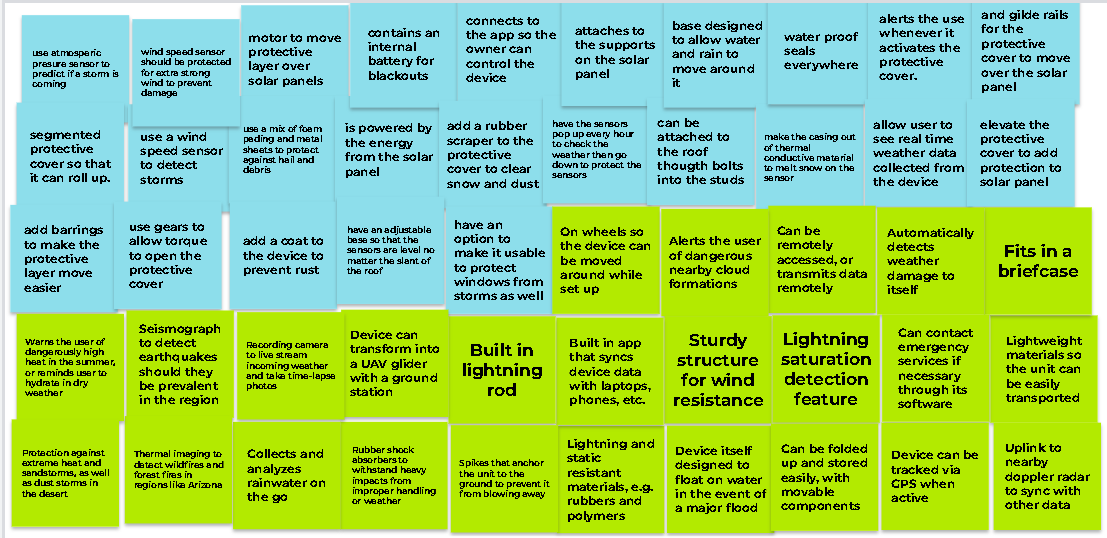 use atmosperic
presure sensor to
predict if a storm is
coming
wind speed sensor
should be protected
for extra strong
wind to prevent
damage
motor to move
protective
layer over
solar panels
contains an
internal
battery for
blackouts
connects to
the app so the
owner can
control the
device
attaches to
the supports
on the solar
panel
base designed
to allow water
and rain to
move around
it
water proof
seals
everywhere
alerts the use
whenever it
activates the
protective
cover.
and gilde rails
for the
protective
cover to move
over the solar
panel
segmented
protective
cover so that
it can roll up.
use a wind
speed sensor
to detect
storms
use a mix of foam
pading and metal
sheets to protect
against hail and
debris
is powered by
the energy
from the solar
panel
add a rubber
scraper to the
protective
cover to clear
snow and dust
have the sensors
pop up every hour
to check the
weather then go
down to protect the
sensors
can be
attached to
the roof
though bolts
into the studs
make the casing out
of thermal
conductive material
to melt snow on the
sensor
allow user to
see real time
weather data
collected from
the device
elevate the
protective
cover to add
protection to
solar panel
add barrings
to make the
protective
layer move
easier
use gears to
allow torque
to open the
protective
cover
add a coat to
the device to
prevent rust
have an adjustable
base so that the
sensors are level no
matter the slant of
the roof
have an
option to
make it usable
to protect
windows from
storms as well
On wheels so
the device can
be moved
around while
set up
Alerts the user
of dangerous
nearby cloud
formations
Can be
remotely
accessed, or
transmits data
remotely
Automatically
detects
weather
damage to
itself
Fits in a
briefcase
Warns the user of
dangerously high
heat in the summer,
or reminds user to
hydrate in dry
weather
Seismograph
to detect
earthquakes
should they
be prevalent
in the region
Recording camera
to live stream
incoming weather
and take time-lapse
photos
Device can
transform into
a UAV glider
with a ground
station
Built in
lightning
rod
Built in app
that syncs
device data
with laptops,
phones, etc.
Sturdy
structure
for wind
resistance
Lightning
saturation
detection
feature
Can contact
emergency
services if
necessary
through its
software
Lightweight
materials so
the unit can
be easily
transported
Protection against
extreme heat and
sandstorms, as well
as dust storms in
the desert
Thermal imaging to
detect wildfires and
forest fires in
regions like Arizona
Collects and
analyzes
rainwater on
the go
Rubber shock
absorbers to
withstand heavy
impacts from
improper handling
or weather
Spikes that anchor
the unit to the
ground to prevent it
from blowing away
Lightning and
static
resistant
materials, e.g.
rubbers and
polymers
Device itself
designed to
float on water
in the event of
a major flood
Can be folded
up and stored
easily, with
movable
components
Device can be
tracked via
GPS when
active
Uplink to
nearby
doppler radar
to sync with
other data